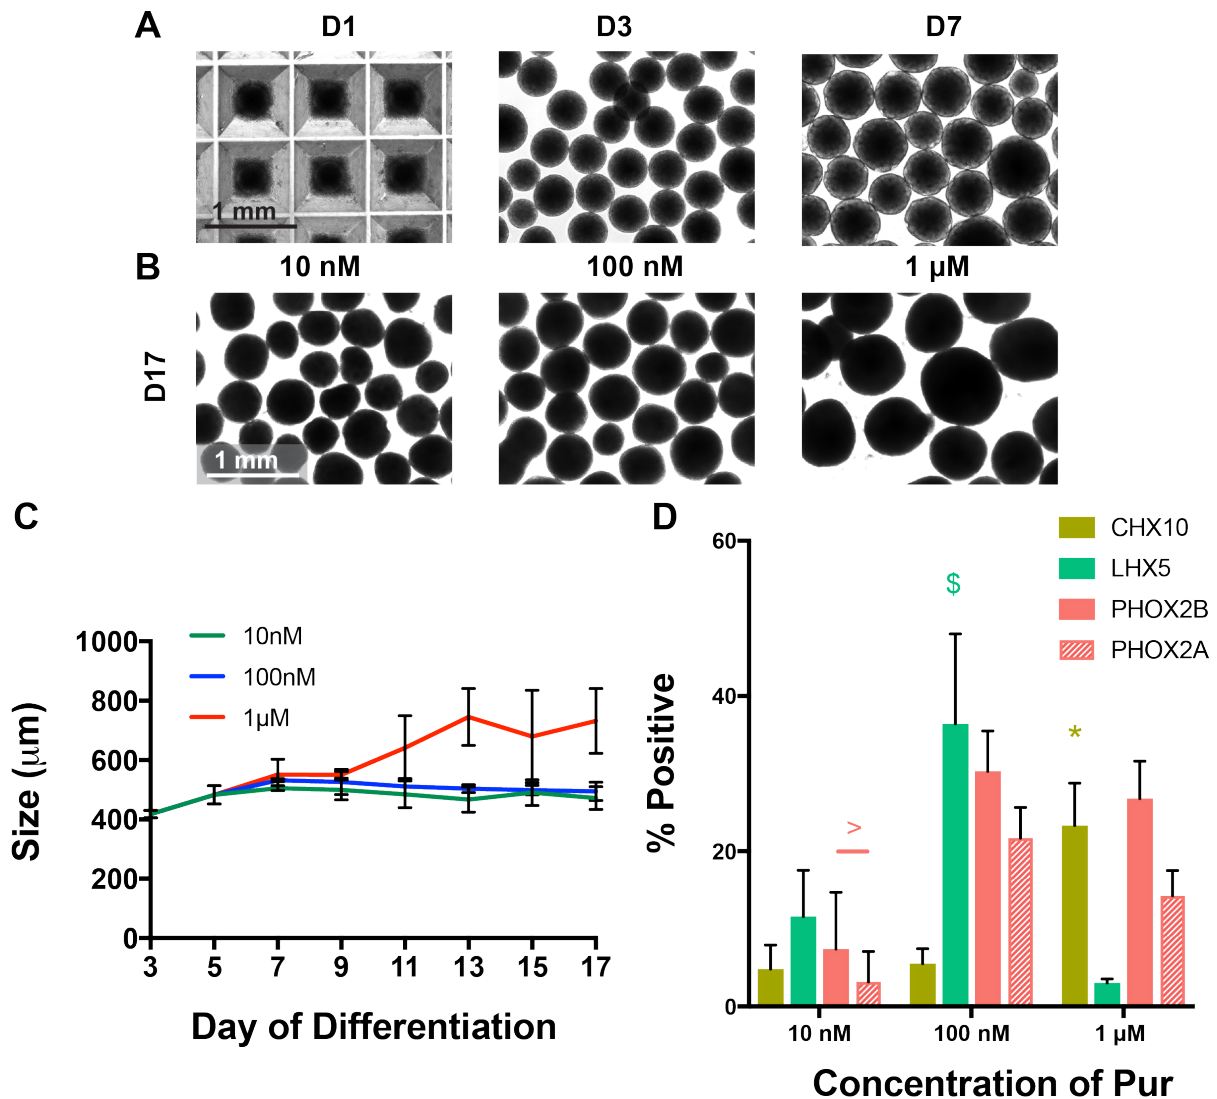 A
D1
D3
D7
1 mm
B
10 nM
100 nM
1 µM
D17
1 mm
C
10nM
100nM
1µM
1000
800
600
400
200
0
3 5 7 9 11 13 15 17
Size (µm)
Day of Differentiation
D
CHX10
LHX5
PHOX2B
PHOX2A
60
40
20
0
$
*
>
% Positive
10 nM 100 nM 1 µM
Concentration of Pur